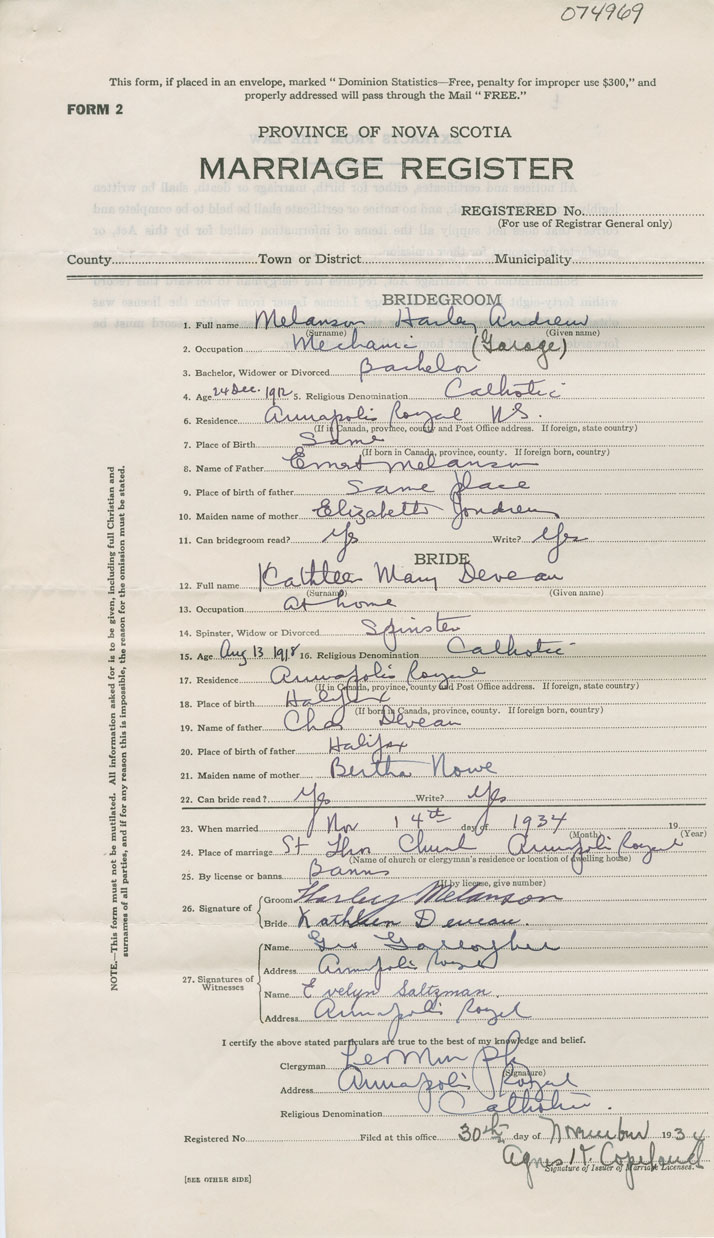 074969
This form, if placed in an envelope, marked "Dominion Statistics—Free, penalty for improper use $300," and
properly addressed will pass through the Mail "FREE."
FORM 2
PROVINCE OF NOVA SCOTIA
MARRIAGE REGISTER
REGISTERED No.
(For use of Registrar General only)
County Town or District Municipality
BRIDEGROOM
1. Full name Melanson Harley Andrew
(Surname) (Given name)
2. Occupation Mechanic (Garage)
3. Bachelor, Widower or Divorced Bachelor
4. Age 24 Dec. 1912 5. Religious Denomination Catholic
6. Residence Annapolis Royal N.S.
(If in Canada, province, county and Post Office address. If foreign, state country)
7. Place of Birth Same
(If born in Canada, province, county. If foreign born, country)
8. Name of Father Ernest Melanson
9. Place of birth of father Same place
10. Maiden name of mother Elizabeth
11. Can bridegroom read? Yes Write? Yes
BRIDE
12. Full name Kathleen Mary Deveau
(Surname) (Given name)
13. Occupation at home
14. Spinster, Widow or Divorced Spinster
15. Age Aug 13 1918 16. Religious Denomination Catholic
17. Residence Annapolis Royal
(If in Canada, province, county and Post Office address. If foreign, state country)
18. Place of birth Halifax
(If born in Canada, province, county. If foreign born, country)
19. Name of father Chas Deveau
20. Place of birth of father Halifax
21. Maiden name of mother Bertha Nowe
22. Can bride read? Yes Write? Yes
23. When married Nov 14th day of 1934 19
(Month) (Year)
24. Place of marriage St Thos Church Annapolis Royal
(Name of church or clergyman's residence or location of dwelling house)
25. By license or banns Banns
(If by license, give number)
26. Signature of
Groom Harley Melanson
Bride Kathleen Deveau.
27. Signatures of Witnesses
Name Geo Gallagher
Address Annapolis Royal
Name Evelyn Saltzman.
Address Annapolis Royal
I certify the above stated particulars are true to the best of my knowledge and belief.
Clergyman
(Signature)
Address Annapolis Royal
Religious Denomination Catholic.
Registered No. Filed at this office 30th day of November 1934
Agnes V. Copeland
Signature of Issuer of Marriage Licenses.
[SEE OTHER SIDE]
NOTE.—This form must not be mutilated. All information asked for is to be given, including full Christian and
surnames of all parties, and if for any reason this is impossible, the reason for the omission must be stated.